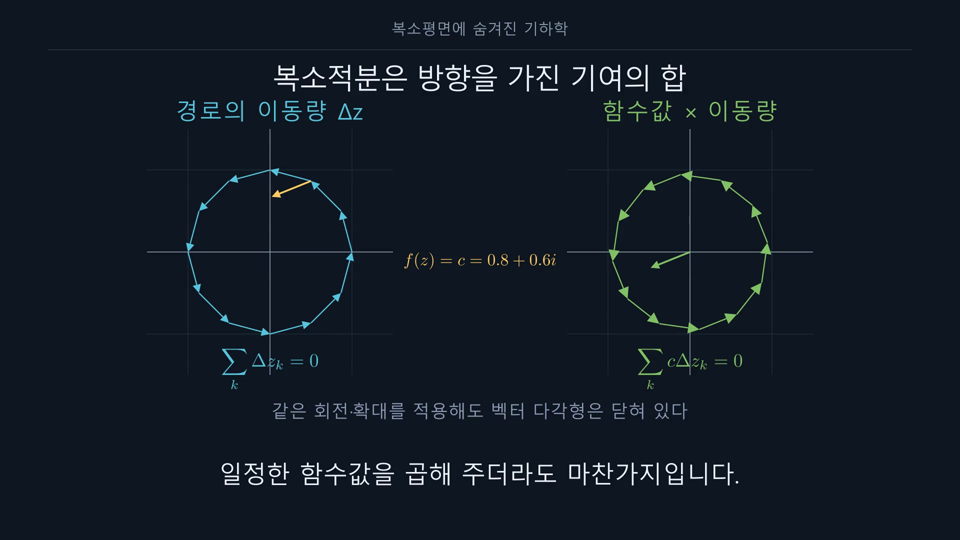 복소평면에 숨겨진 기하학
복소적분은 방향을 가진 기여의 합
경로의 이동량 Δz
함수값 × 이동량
f(z) = c = 0.8 + 0.6i
∑_k Δz_k = 0
∑_k cΔz_k = 0
같은 회전·확대를 적용해도 벡터 다각형은 닫혀 있다
일정한 함수값을 곱해 주더라도 마찬가지입니다.